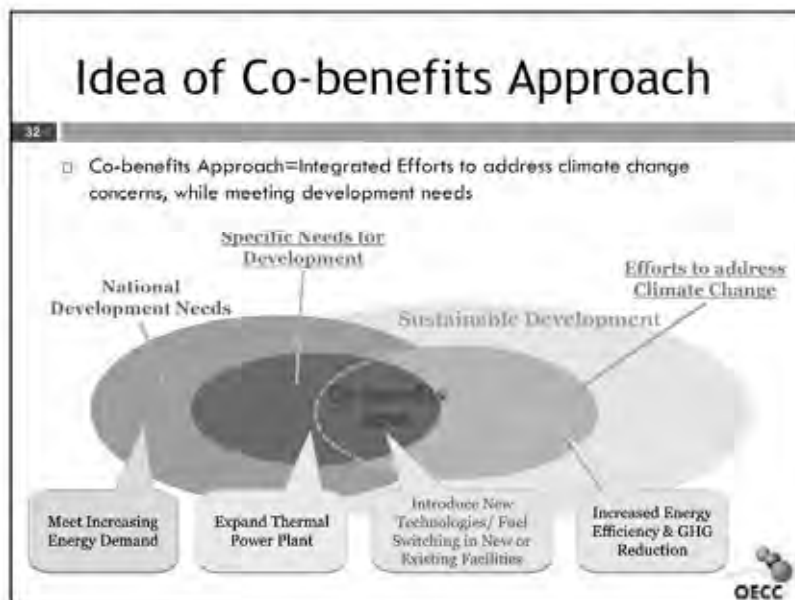 Idea of Co-benefits Approach
32
Co-benefits Approach=Integrated Efforts to address climate change
concerns, while meeting development needs
Specific Needs for
Development
National
Development Needs
Efforts to address
Climate Change
Sustainable Development
Co-benefits
Meet Increasing
Energy Demand
Expand Thermal
Power Plant
Introduce New
Technologies/ Fuel
Switching in New or
Existing Facilities
Increased Energy
Efficiency & GHG
Reduction
OECC